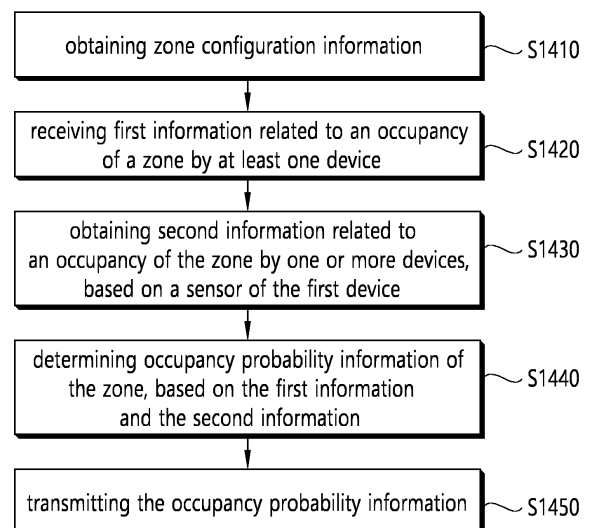 obtaining zone configuration information
S1410
receiving first information related to an occupancy
of a zone by at least one device
S1420
obtaining second information related to
an occupancy of the zone by one or more devices,
based on a sensor of the first device
S1430
determining occupancy probability information of
the zone, based on the first information
and the second information
S1440
transmitting the occupancy probability information
S1450